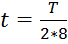 t = T / 2*8